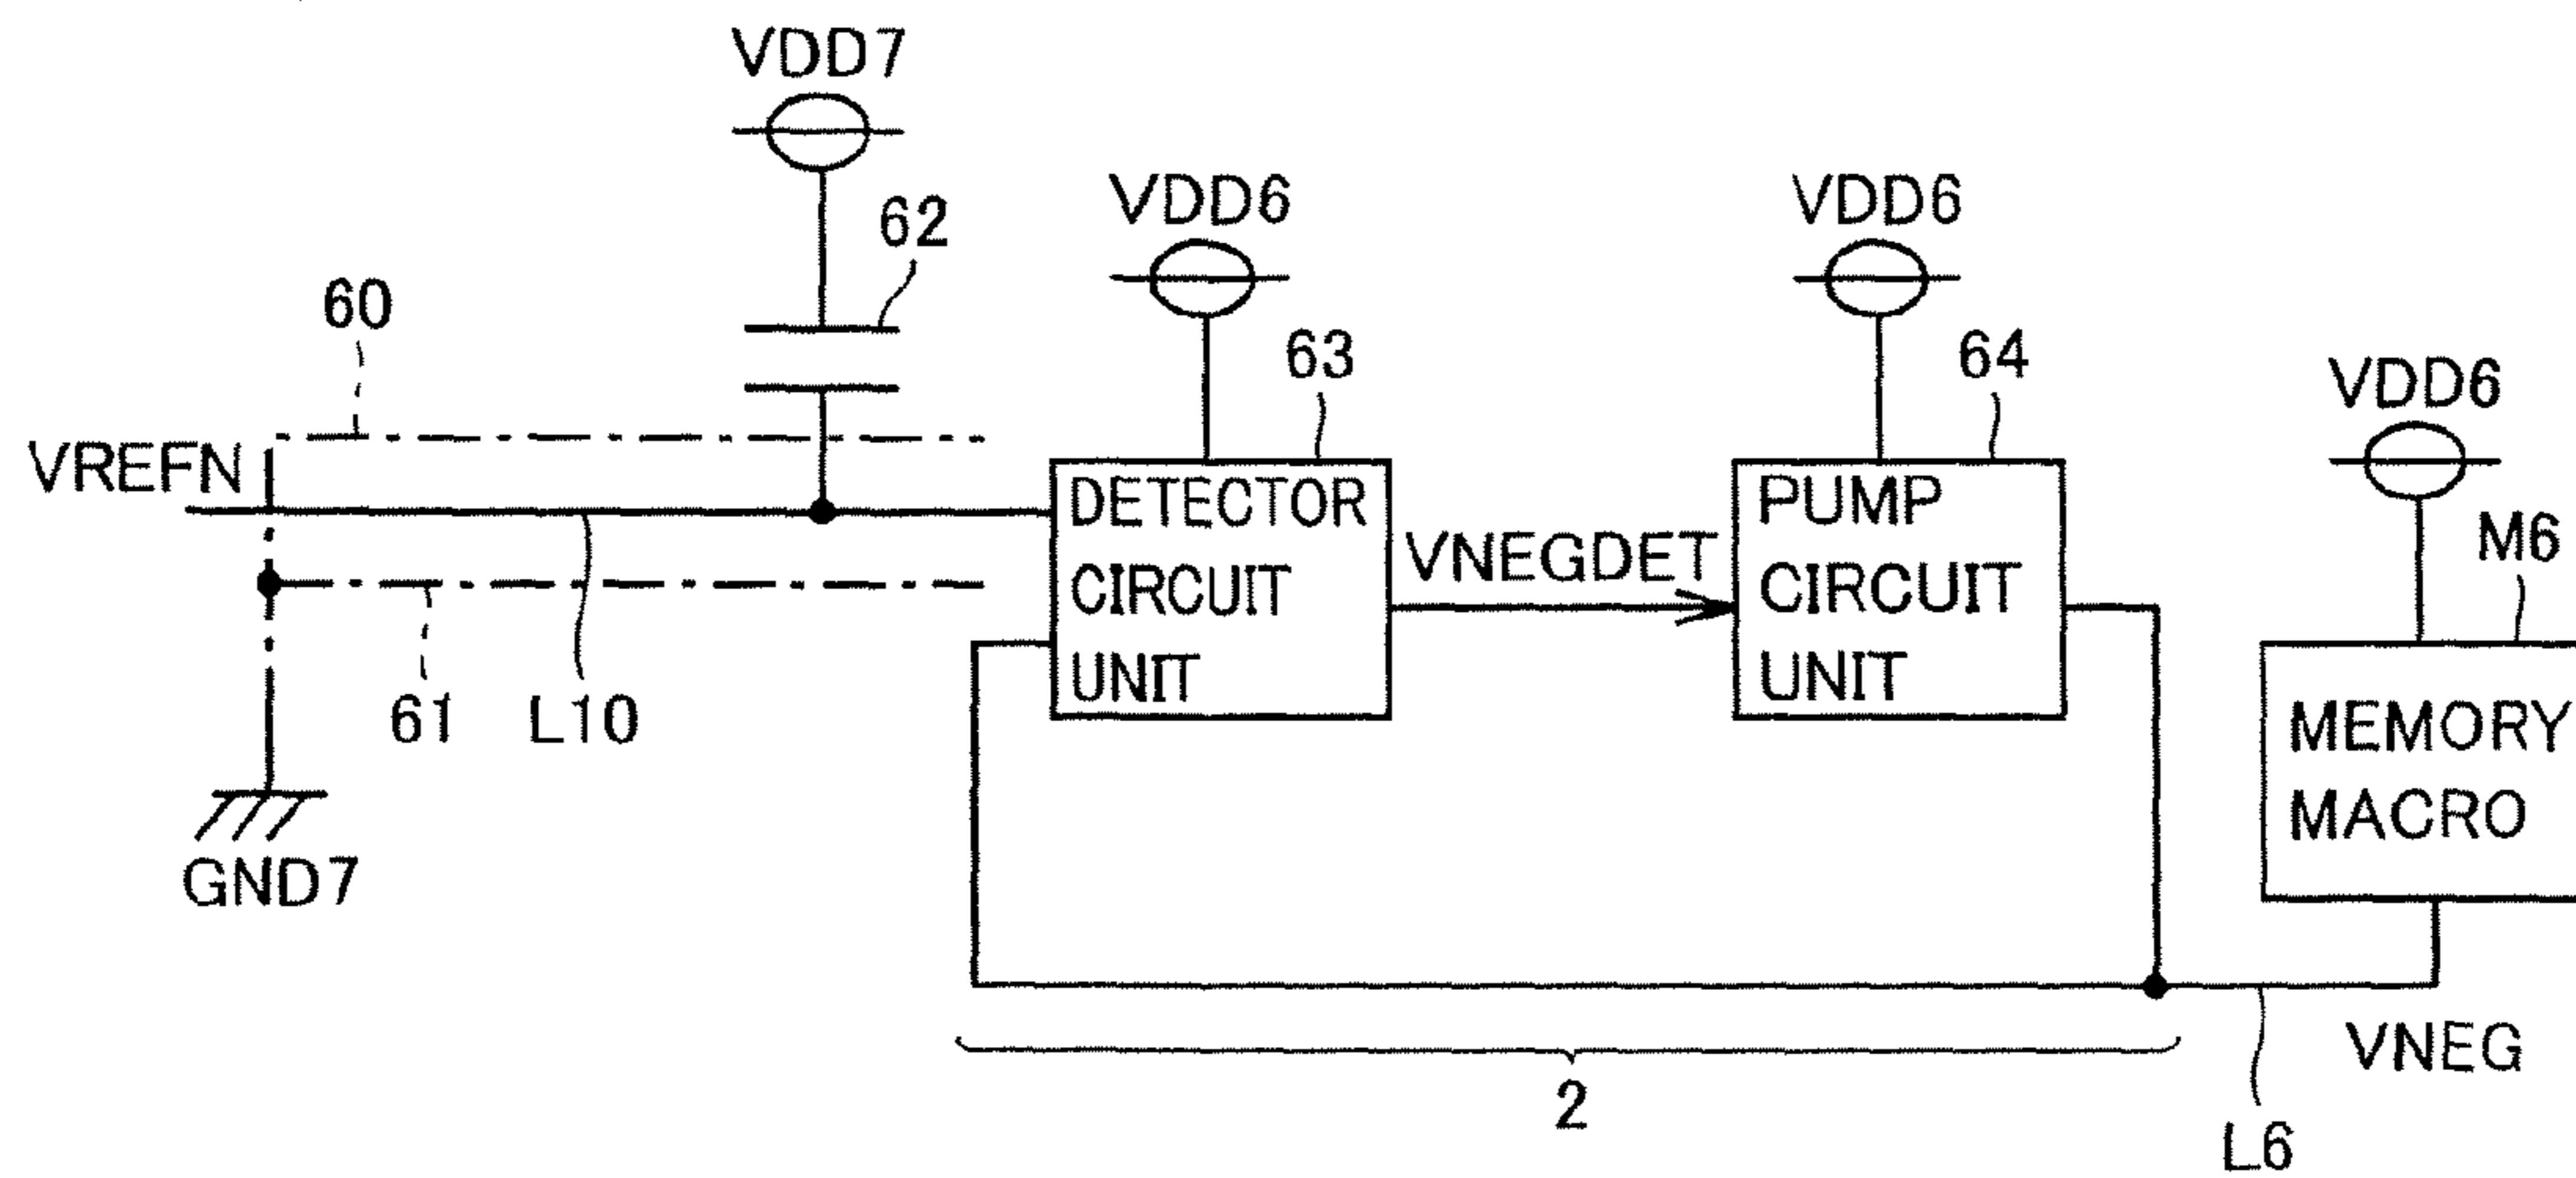 VDD7
62
VDD6
VDD6
60
63
64
VDD6
VREFN
M6
DETECTOR
CIRCUIT
UNIT
VNEGDET
PUMP
CIRCUIT
UNIT
61
L10
MEMORY
MACRO
GND7
VNEG
2
L6